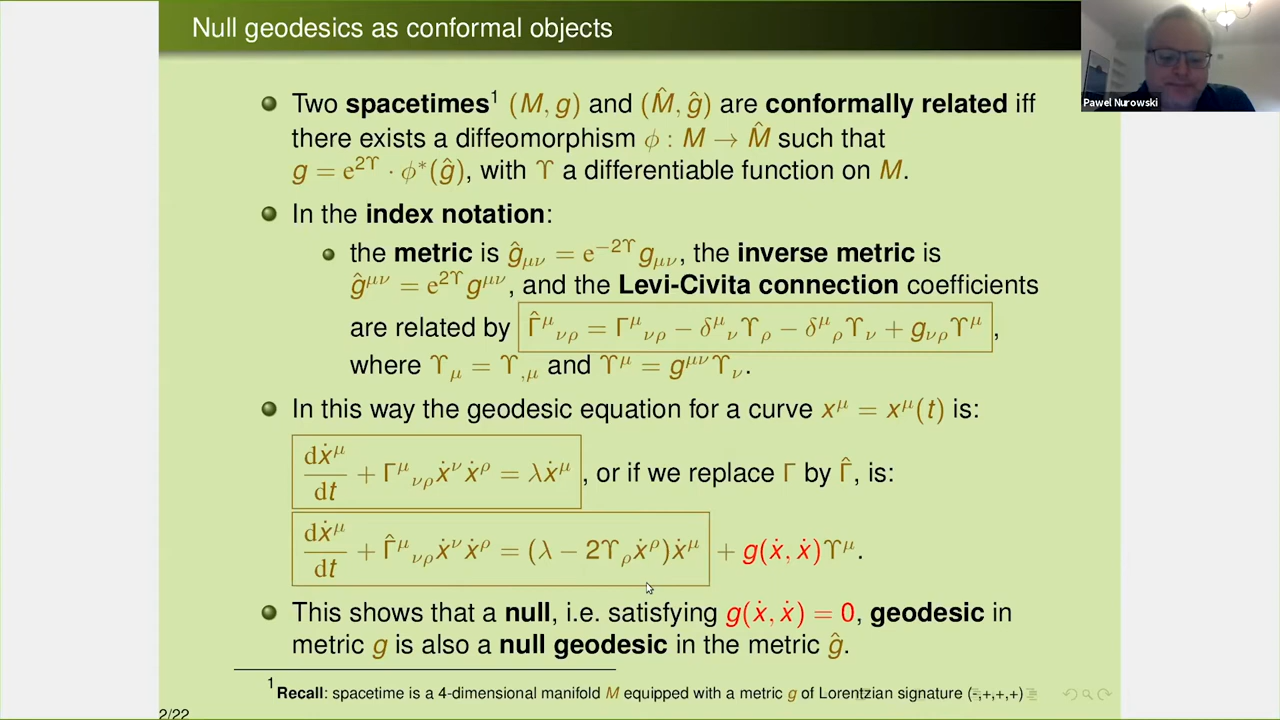 Null geodesics as conformal objects
Pawel Nurowski
Two spacetimes¹ (M, g) and (M̂, ĝ) are conformally related iff
there exists a diffeomorphism ϕ : M → M̂ such that
g = e^{2ϒ} · ϕ*(ĝ), with ϒ a differentiable function on M.
In the index notation:
the metric is ĝ_{μν} = e^{−2ϒ} g_{μν}, the inverse metric is
ĝ^{μν} = e^{2ϒ} g^{μν}, and the Levi-Civita connection coefficients
are related by Γ̂^μ_{νρ} = Γ^μ_{νρ} − δ^μ_ν ϒ_ρ − δ^μ_ρ ϒ_ν + g_{νρ} ϒ^μ ,
where ϒ_μ = ϒ_{,μ} and ϒ^μ = g^{μν} ϒ_ν.
In this way the geodesic equation for a curve x^μ = x^μ(t) is:
dẋ^μ/dt + Γ^μ_{νρ} ẋ^ν ẋ^ρ = λẋ^μ , or if we replace Γ by Γ̂, is:
dẋ^μ/dt + Γ̂^μ_{νρ} ẋ^ν ẋ^ρ = (λ − 2ϒ_ρ ẋ^ρ)ẋ^μ + g(ẋ, ẋ)ϒ^μ.
This shows that a null, i.e. satisfying g(ẋ, ẋ) = 0, geodesic in
metric g is also a null geodesic in the metric ĝ.
¹Recall: spacetime is a 4-dimensional manifold M equipped with a metric g of Lorentzian signature (-,+,+,+)
2/22